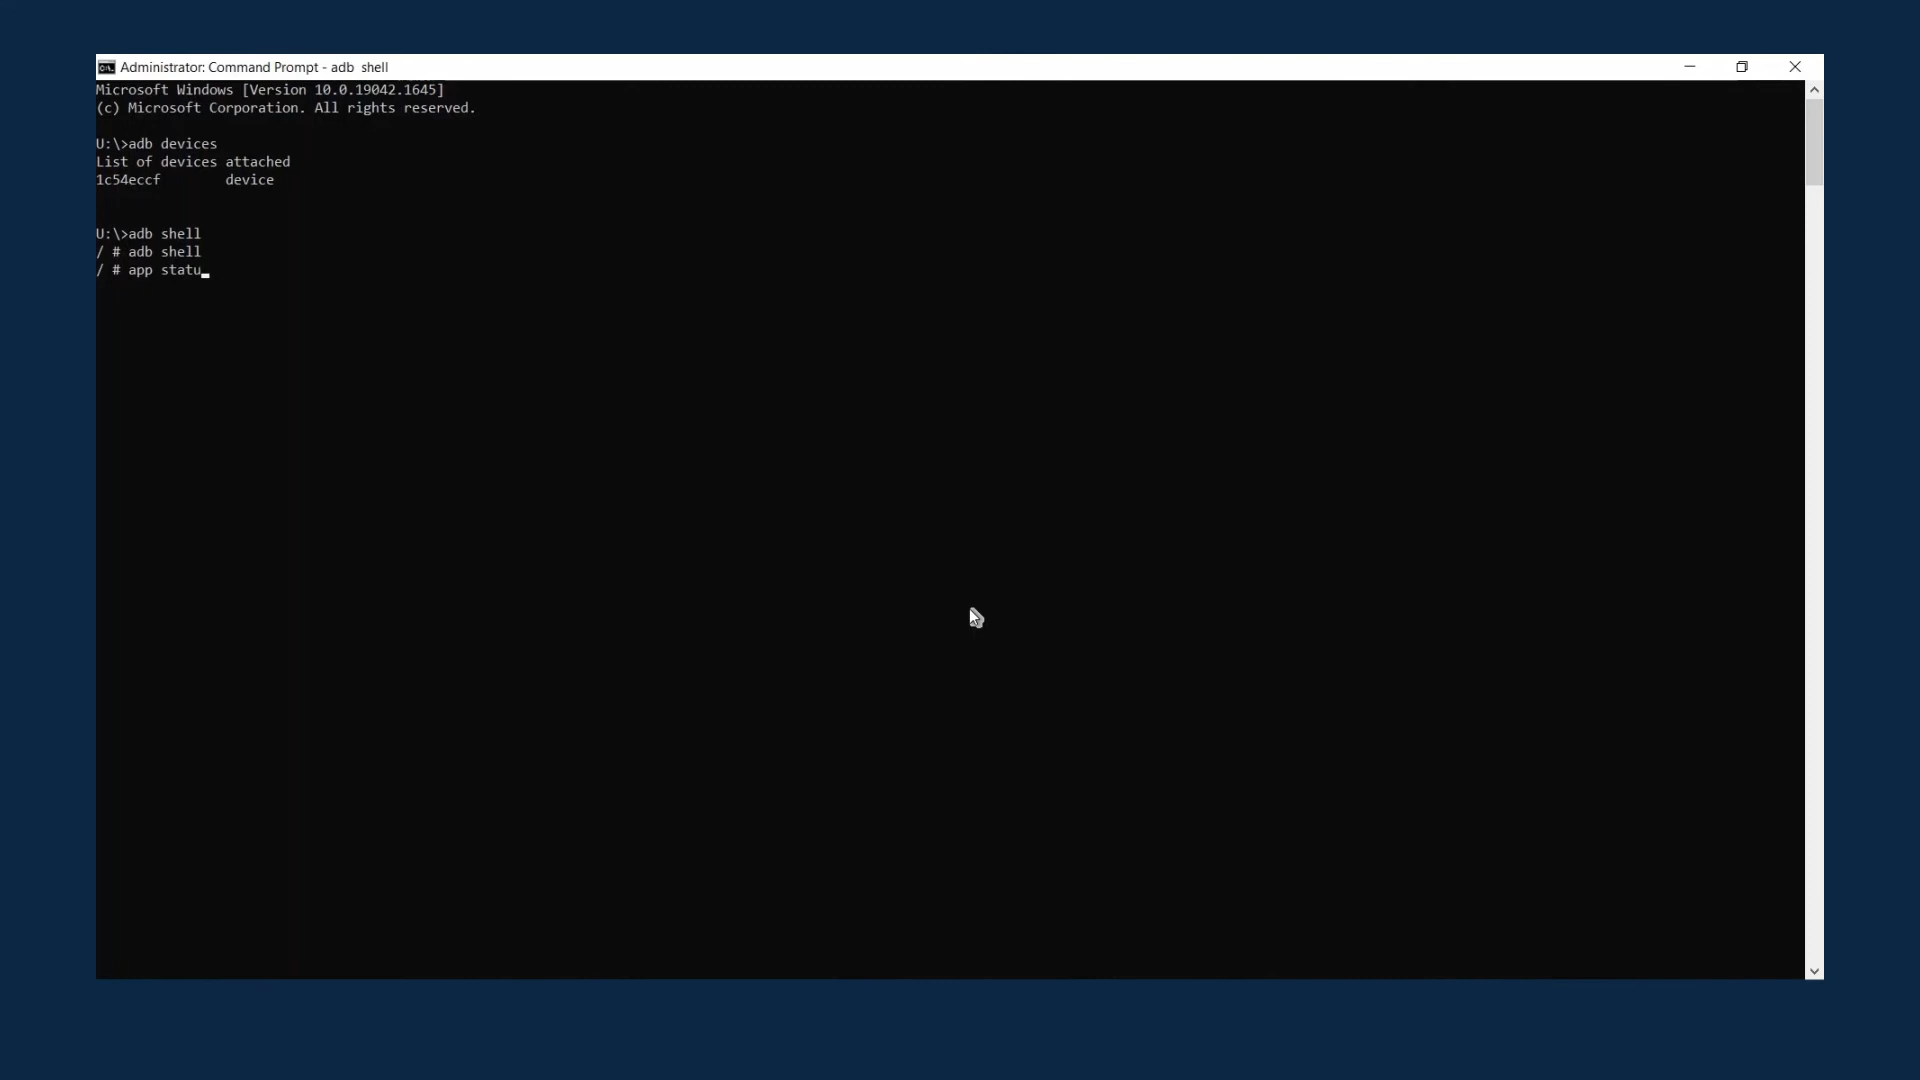 Administrator: Command Prompt - adb  shell
Microsoft Windows [Version 10.0.19042.1645]
(c) Microsoft Corporation. All rights reserved.
U:\>adb devices
List of devices attached
1c54eccf        device
U:\>adb shell
/ # adb shell
/ # app statu